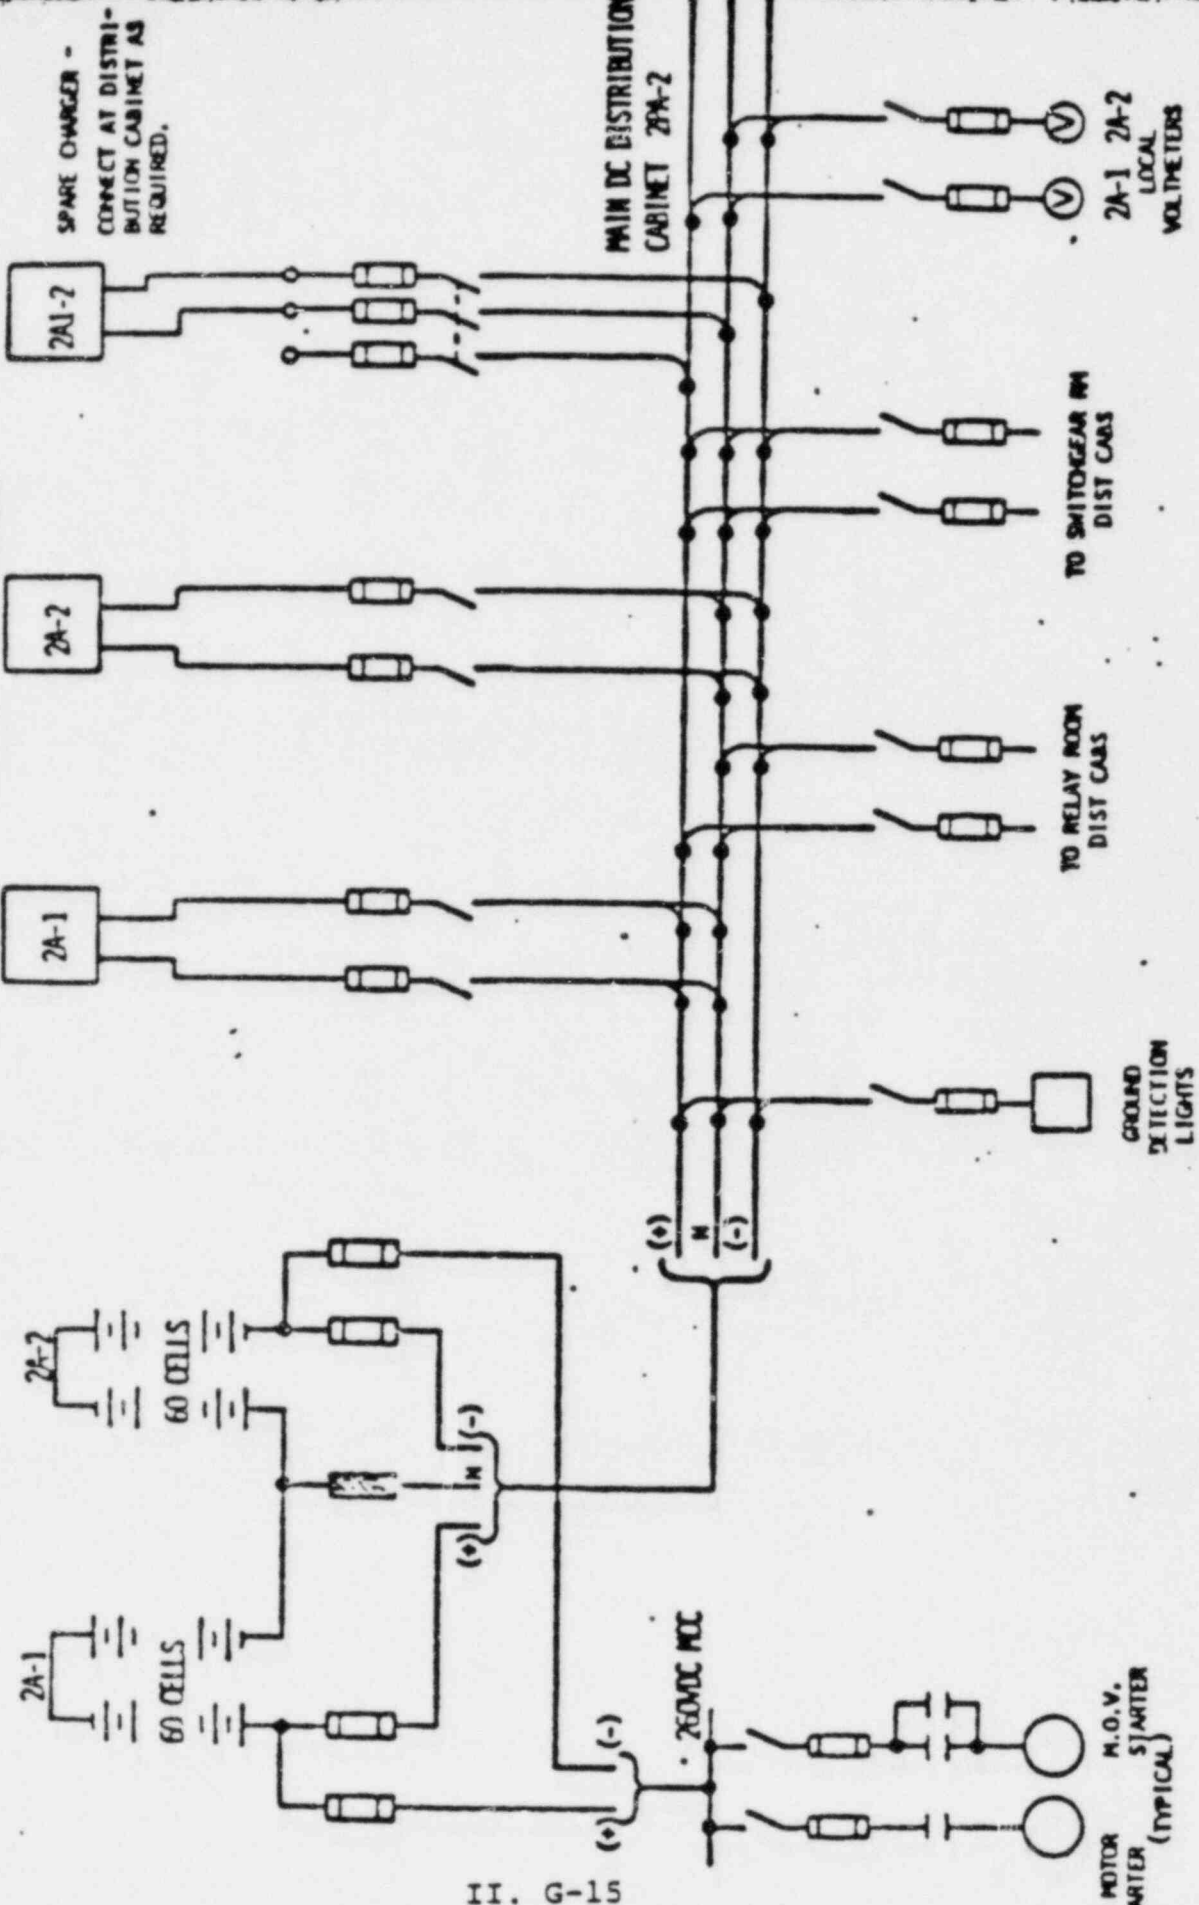 SPARE CHARGER -
CONNECT AT DISTRI-
BUTION CABINET AS
REQUIRED.
2A1-2
2A-2
2A-1
MAIN DC DISTRIBUTION
CABINET 2PA-2
2A-1 2A-2
LOCAL
VOLTMETERS
V
V
TO SWITCHGEAR RM
DIST CABS
TO RELAY ROOM
DIST CABS
GROUND
DETECTION
LIGHTS
(+)
N
(-)
2A-2
60 CELLS
2A-1
60 CELLS
(+)
N
(-)
(+)
(-)
260VDC MCC
M.O.V.
STARTER
(TYPICAL)
MOTOR
ARTER
II. G-15